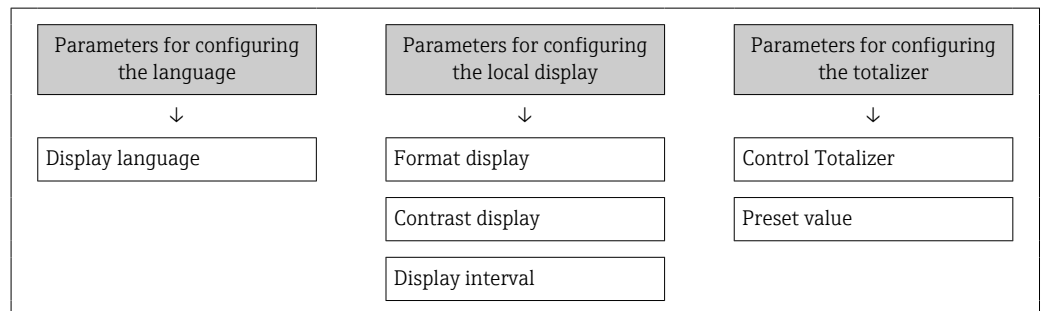 Parameters for configuring
the language
↓
Display language
Parameters for configuring
the local display
↓
Format display
Contrast display
Display interval
Parameters for configuring
the totalizer
↓
Control Totalizer
Preset value